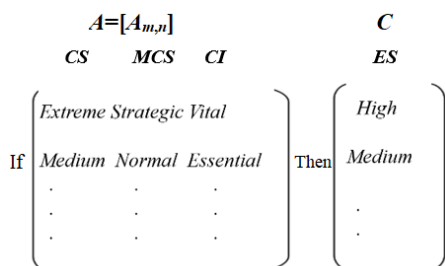 A=[Am,n] C
CS MCS CI ES
Extreme Strategic Vital High
If Medium Normal Essential Then Medium
. . .
. . . .
. . . .